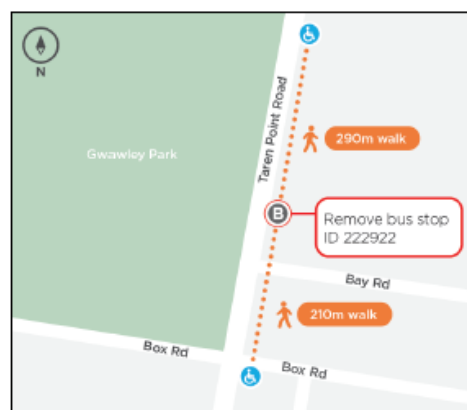 N
Taren Point Road
Gwawley Park
290m walk
B
Remove bus stop
ID 222922
Bay Rd
210m walk
Box Rd
Box Rd